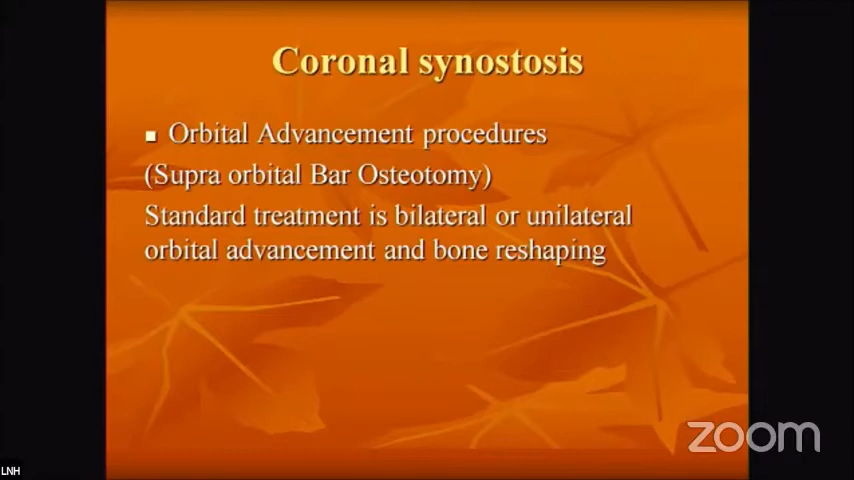 Coronal synostosis
Orbital Advancement procedures
(Supra orbital Bar Osteotomy)
Standard treatment is bilateral or unilateral
orbital advancement and bone reshaping
zoom
LNH